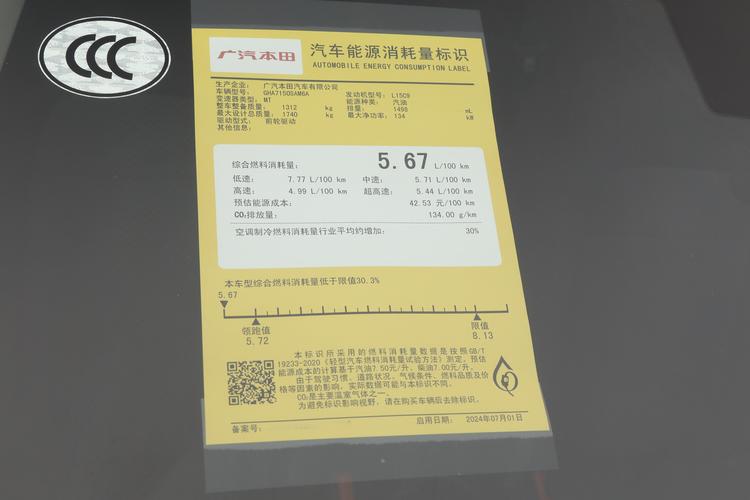 CCC
广汽本田
汽车能源消耗量标识
AUTOMOBILE ENERGY CONSUMPTION LABEL
生产企业: 广汽本田汽车有限公司
车辆型号: GHA7150SAM6A 发动机型号: L15C9
变速器类型: MT 能源种类: 汽油
整车整备质量: 1312 kg 排量: 1498 mL
最大设计总质量: 1740 kg 最大净功率: 134 kW
驱动型式: 前轮驱动
其他信息:
综合燃料消耗量: 5.67 L/100 km
低速: 7.77 L/100 km 中速: 5.71 L/100 km
高速: 4.99 L/100 km 超高速: 5.44 L/100 km
预估能源成本: 42.53 元/100 km
CO₂排放量: 134.00 g/km
空调制冷燃料消耗量行业平均约增加: 30%
本车型综合燃料消耗量低于限值30.3%
5.67
领跑值 限值
5.72 8.13
本标识所采用的燃料消耗量数据是按照GB/T
19233-2020《轻型汽车燃料消耗量试验方法》测定。预估
能源成本的计算基于汽油7.50元/升，柴油7.00元/升。
由于驾驶习惯、道路状况、气候条件、燃料品质及价
格等因素的影响，实际数据可能与本标识不同。
CO₂是主要温室气体之一。
为避免标识影响视野，请在购买车辆后去除标识。
备案号: 启用日期: 2024年07月01日